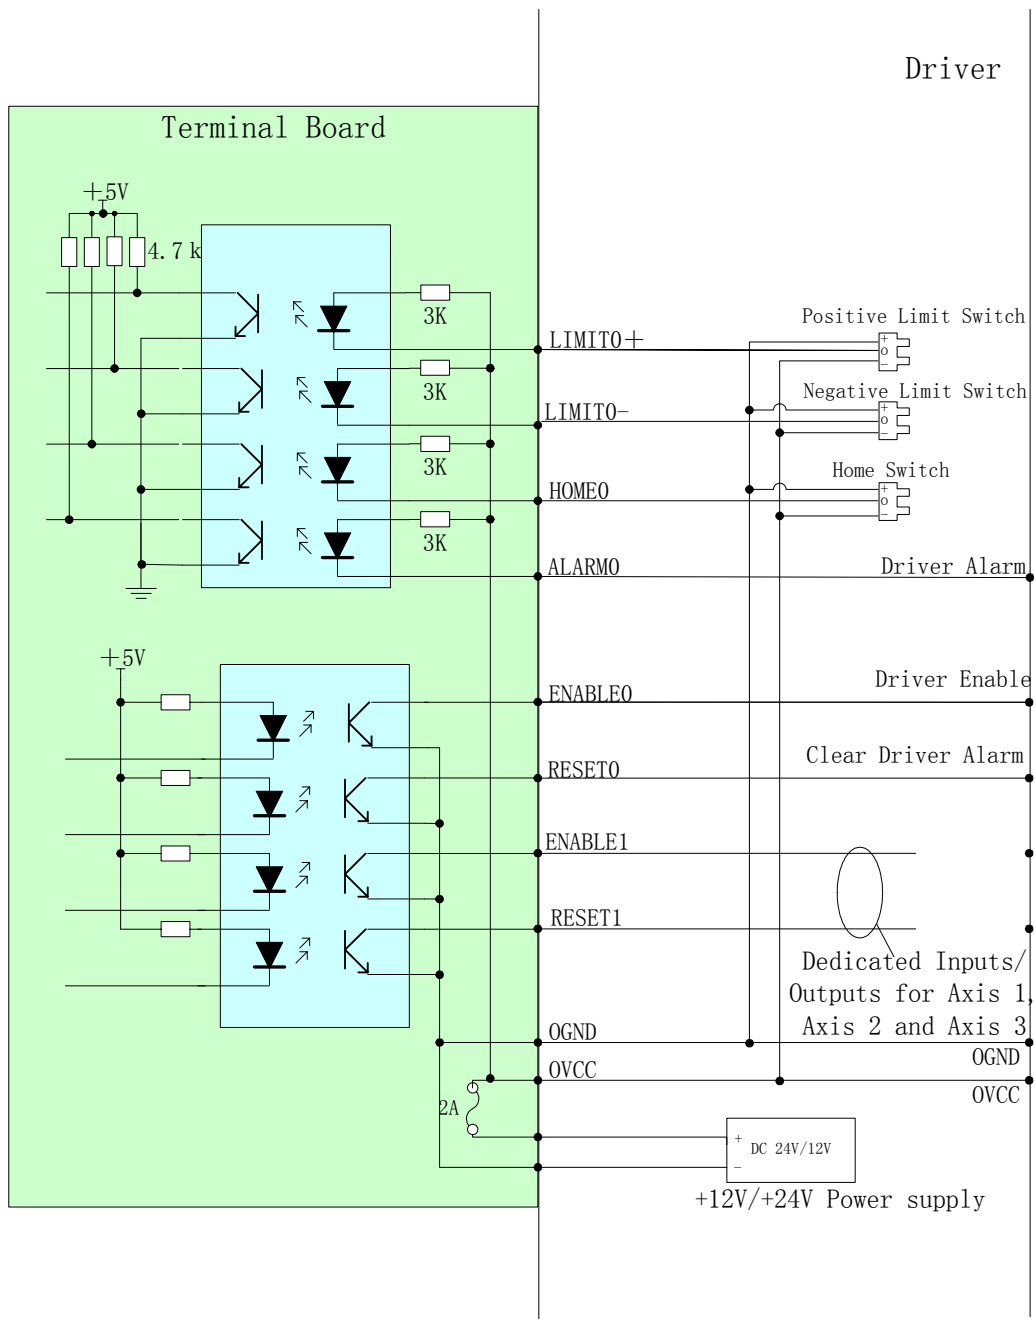 Driver
Terminal Board
+5V
4.7k
3K
3K
3K
3K
LIMIT0+
LIMIT0-
HOME0
ALARM0
Positive Limit Switch
+
o
-
Negative Limit Switch
+
o
-
Home Switch
+
o
-
Driver Alarm
+5V
ENABLE0
Driver Enable
RESET0
Clear Driver Alarm
ENABLE1
RESET1
Dedicated Inputs/
Outputs for Axis 1,
Axis 2 and Axis 3
OGND
OGND
OVCC
OVCC
2A
+
DC 24V/12V
-
+12V/+24V Power supply